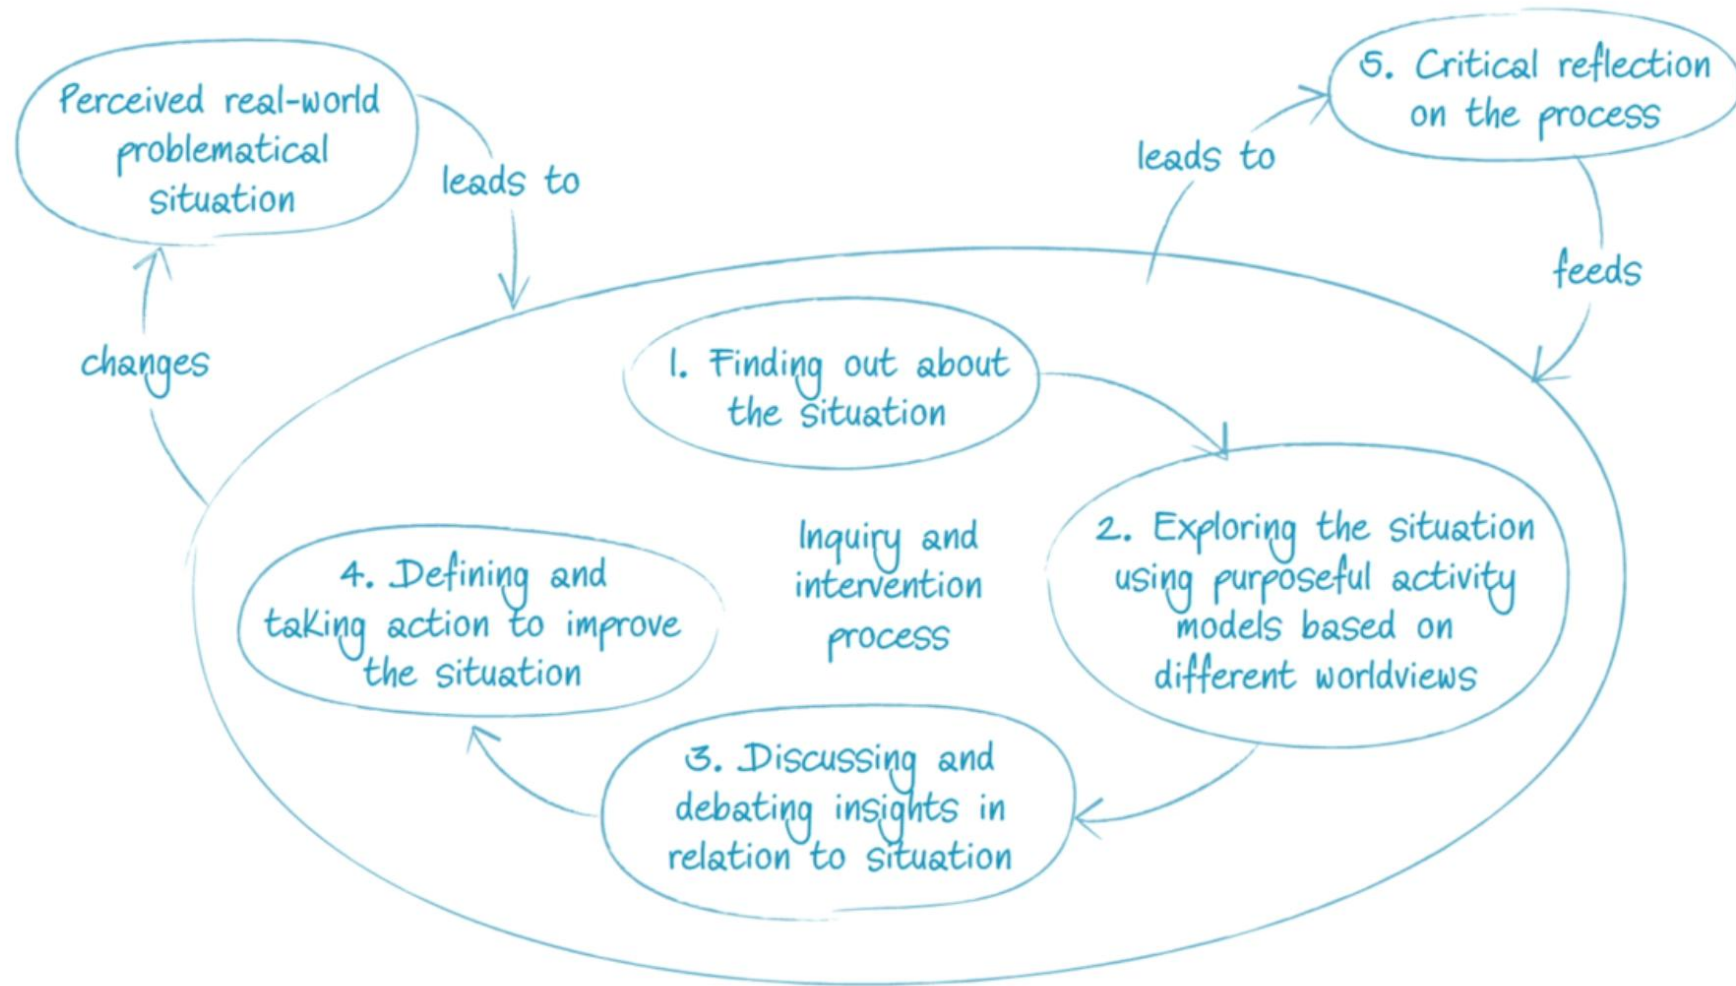 Perceived real-world
problematical
situation
leads to
changes
5. Critical reflection
on the process
leads to
feeds
1. Finding out about
the situation
2. Exploring the situation
using purposeful activity
models based on
different worldviews
3. Discussing and
debating insights in
relation to situation
4. Defining and
taking action to improve
the situation
Inquiry and
intervention
process